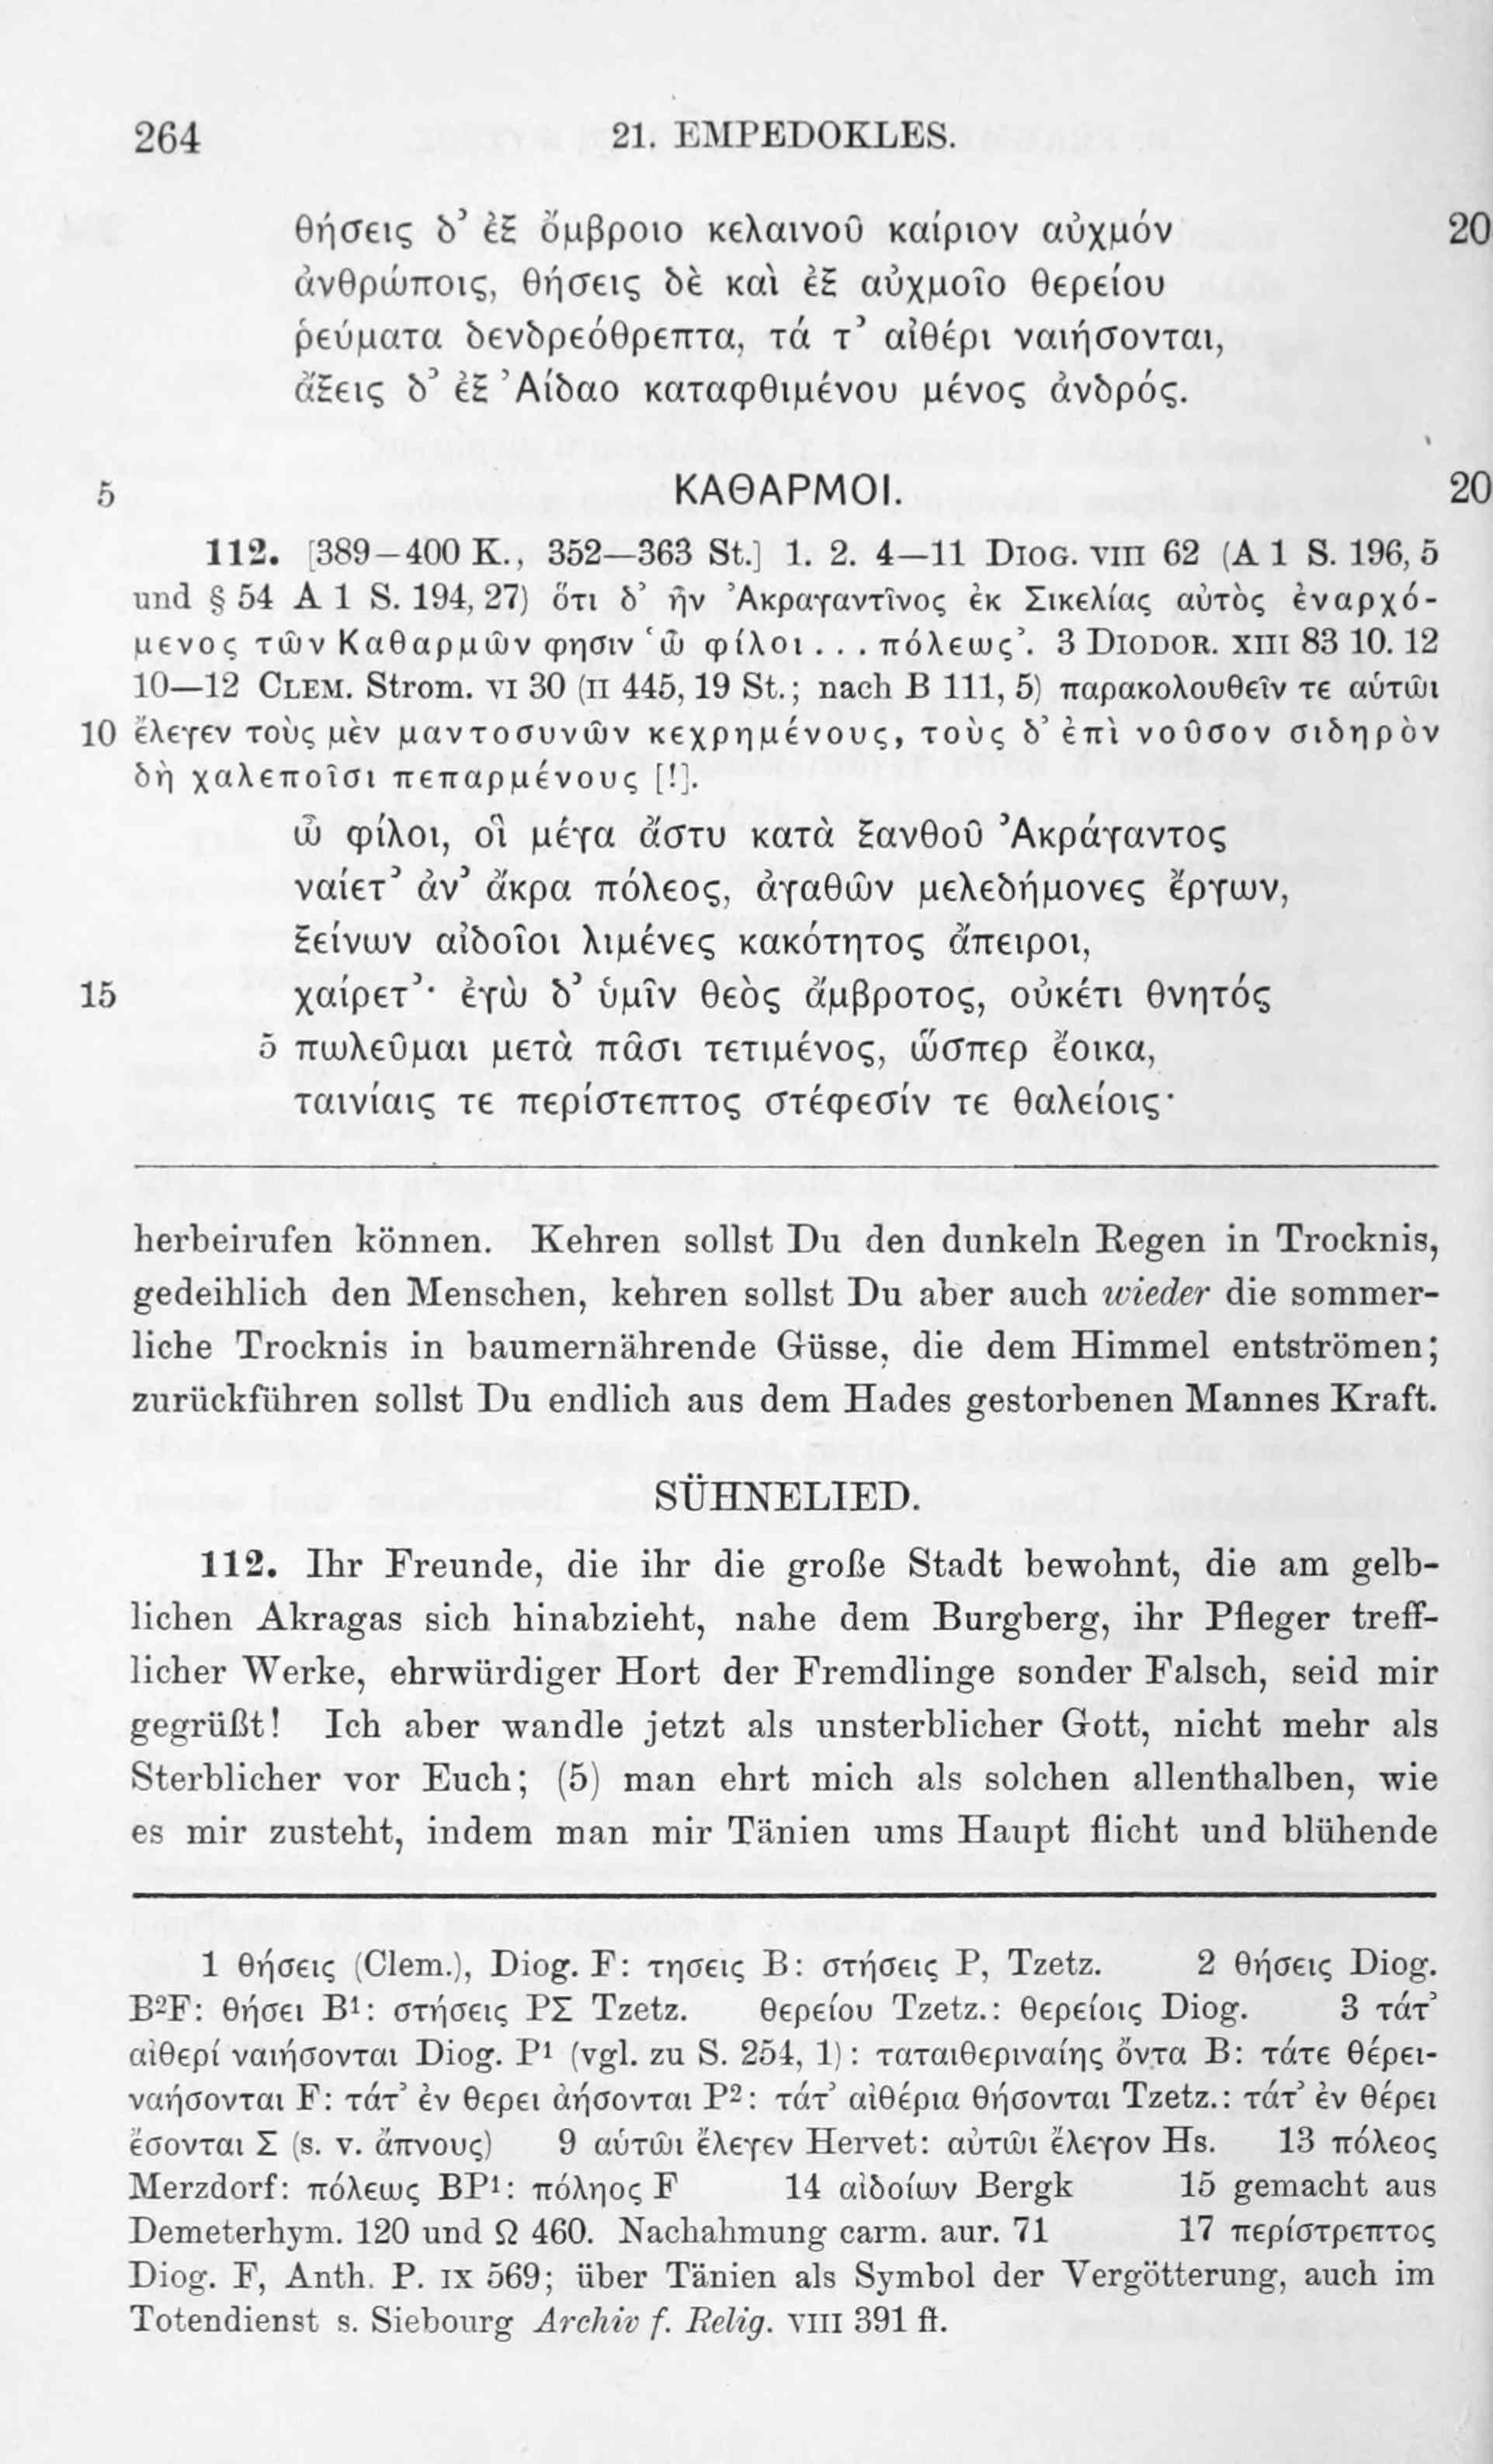 264 21. EMPEDOKLES.
θήσεις δ’ ἐξ ὄμβροιο κελαινοῦ καίριον αὐχμόν 20
ἀνθρώποις, θήσεις δὲ καὶ ἐξ αὐχμοῖο θερείου
ῥεύματα δενδρεόθρεπτα, τά τ’ αἰθέρι ναιήσονται,
ἄξεις δ’ ἐξ Ἀίδαο καταφθιμένου μένος ἀνδρός.
5 ΚΑΘΑΡΜΟΙ. 20
112. [389–400 K., 352—363 St.] 1. 2. 4—11 DIOG. VIII 62 (A 1 S. 196, 5
und § 54 A 1 S. 194, 27) ὅτι δ’ ἦν Ἀκραγαντῖνος ἐκ Σικελίας αὐτὸς ἐναρχό-
μενος τῶν Καθαρμῶν φησιν ‘ὦ φίλοι ... πόλεως’. 3 DIODOR. XIII 83 10. 12
10—12 CLEM. Strom. VI 30 (II 445, 19 St.; nach B 111, 5) παρακολουθεῖν τε αὑτῶι
10 ἔλεγεν τοὺς μὲν μαντοσυνῶν κεχρημένους, τοὺς δ’ ἐπὶ νοῦσον σιδηρὸν
δὴ χαλεποῖσι πεπαρμένους [!].
ὦ φίλοι, οἳ μέγα ἄστυ κατὰ ξανθοῦ Ἀκράγαντος
ναίετ’ ἀν’ ἄκρα πόλεος, ἀγαθῶν μελεδήμονες ἔργων,
ξείνων αἰδοῖοι λιμένες κακότητος ἄπειροι,
15 χαίρετ’· ἐγὼ δ’ ὑμῖν θεὸς ἄμβροτος, οὐκέτι θνητός
5 πωλεῦμαι μετὰ πᾶσι τετιμένος, ὥσπερ ἔοικα,
ταινίαις τε περίστεπτος στέφεσίν τε θαλείοις·
herbeirufen können. Kehren sollst Du den dunkeln Regen in Trocknis,
gedeihlich den Menschen, kehren sollst Du aber auch wieder die sommer-
liche Trocknis in baumernährende Güsse, die dem Himmel entströmen;
zurückführen sollst Du endlich aus dem Hades gestorbenen Mannes Kraft.
SÜHNELIED.
112. Ihr Freunde, die ihr die große Stadt bewohnt, die am gelb-
lichen Akragas sich hinabzieht, nahe dem Burgberg, ihr Pfleger treff-
licher Werke, ehrwürdiger Hort der Fremdlinge sonder Falsch, seid mir
gegrüßt! Ich aber wandle jetzt als unsterblicher Gott, nicht mehr als
Sterblicher vor Euch; (5) man ehrt mich als solchen allenthalben, wie
es mir zusteht, indem man mir Tänien ums Haupt flicht und blühende
1 θήσεις (Clem.), Diog. F: τησεις B: στήσεις P, Tzetz. 2 θήσεις Diog.
B²F: θήσει B¹: στήσεις PΣ Tzetz. θερείου Tzetz.: θερείοις Diog. 3 τάτ’
αἰθερί ναιήσονται Diog. P¹ (vgl. zu S. 254, 1): ταταιθεριναίης ὄντα B: τάτε θέρει-
ναήσονται F: τάτ’ ἐν θερει ἀήσονται P²: τάτ’ αἰθέρια θήσονται Tzetz.: τάτ’ ἐν θέρει
ἔσονται Σ (s. v. ἄπνους) 9 αὑτῶι ἔλεγεν Hervet: αὐτῶι ἔλεγον Hs. 13 πόλεος
Merzdorf: πόλεως BP¹: πόληος F 14 αἰδοίων Bergk 15 gemacht aus
Demeterhym. 120 und Ω 460. Nachahmung carm. aur. 71 17 περίστρεπτος
Diog. F, Anth. P. IX 569; über Tänien als Symbol der Vergötterung, auch im
Totendienst s. Siebourg Archiv f. Relig. VIII 391 ff.